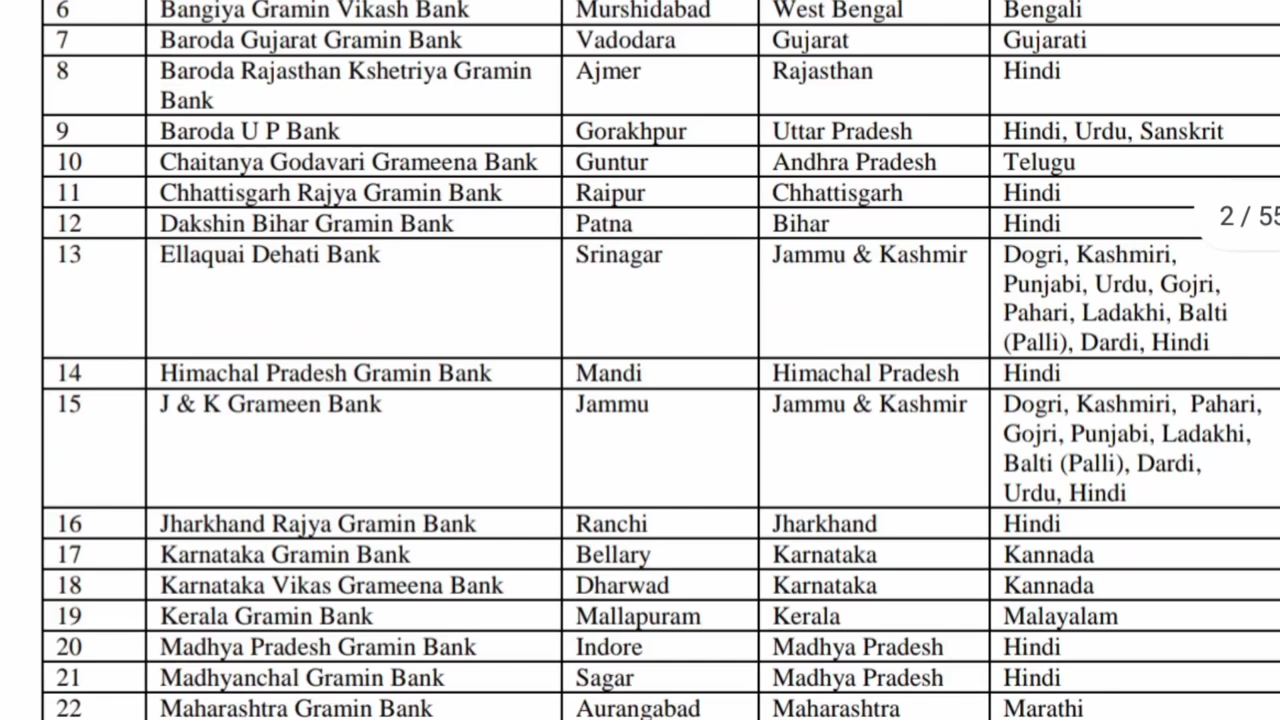 6 Bangiya Gramin Vikash Bank Murshidabad West Bengal Bengali
7 Baroda Gujarat Gramin Bank Vadodara Gujarat Gujarati
8 Baroda Rajasthan Kshetriya Gramin Ajmer Rajasthan Hindi
Bank
9 Baroda U P Bank Gorakhpur Uttar Pradesh Hindi, Urdu, Sanskrit
10 Chaitanya Godavari Grameena Bank Guntur Andhra Pradesh Telugu
11 Chhattisgarh Rajya Gramin Bank Raipur Chhattisgarh Hindi
12 Dakshin Bihar Gramin Bank Patna Bihar Hindi
2 / 55
13 Ellaquai Dehati Bank Srinagar Jammu & Kashmir Dogri, Kashmiri,
Punjabi, Urdu, Gojri,
Pahari, Ladakhi, Balti
(Palli), Dardi, Hindi
14 Himachal Pradesh Gramin Bank Mandi Himachal Pradesh Hindi
15 J & K Grameen Bank Jammu Jammu & Kashmir Dogri, Kashmiri, Pahari,
Gojri, Punjabi, Ladakhi,
Balti (Palli), Dardi,
Urdu, Hindi
16 Jharkhand Rajya Gramin Bank Ranchi Jharkhand Hindi
17 Karnataka Gramin Bank Bellary Karnataka Kannada
18 Karnataka Vikas Grameena Bank Dharwad Karnataka Kannada
19 Kerala Gramin Bank Mallapuram Kerala Malayalam
20 Madhya Pradesh Gramin Bank Indore Madhya Pradesh Hindi
21 Madhyanchal Gramin Bank Sagar Madhya Pradesh Hindi
22 Maharashtra Gramin Bank Aurangabad Maharashtra Marathi